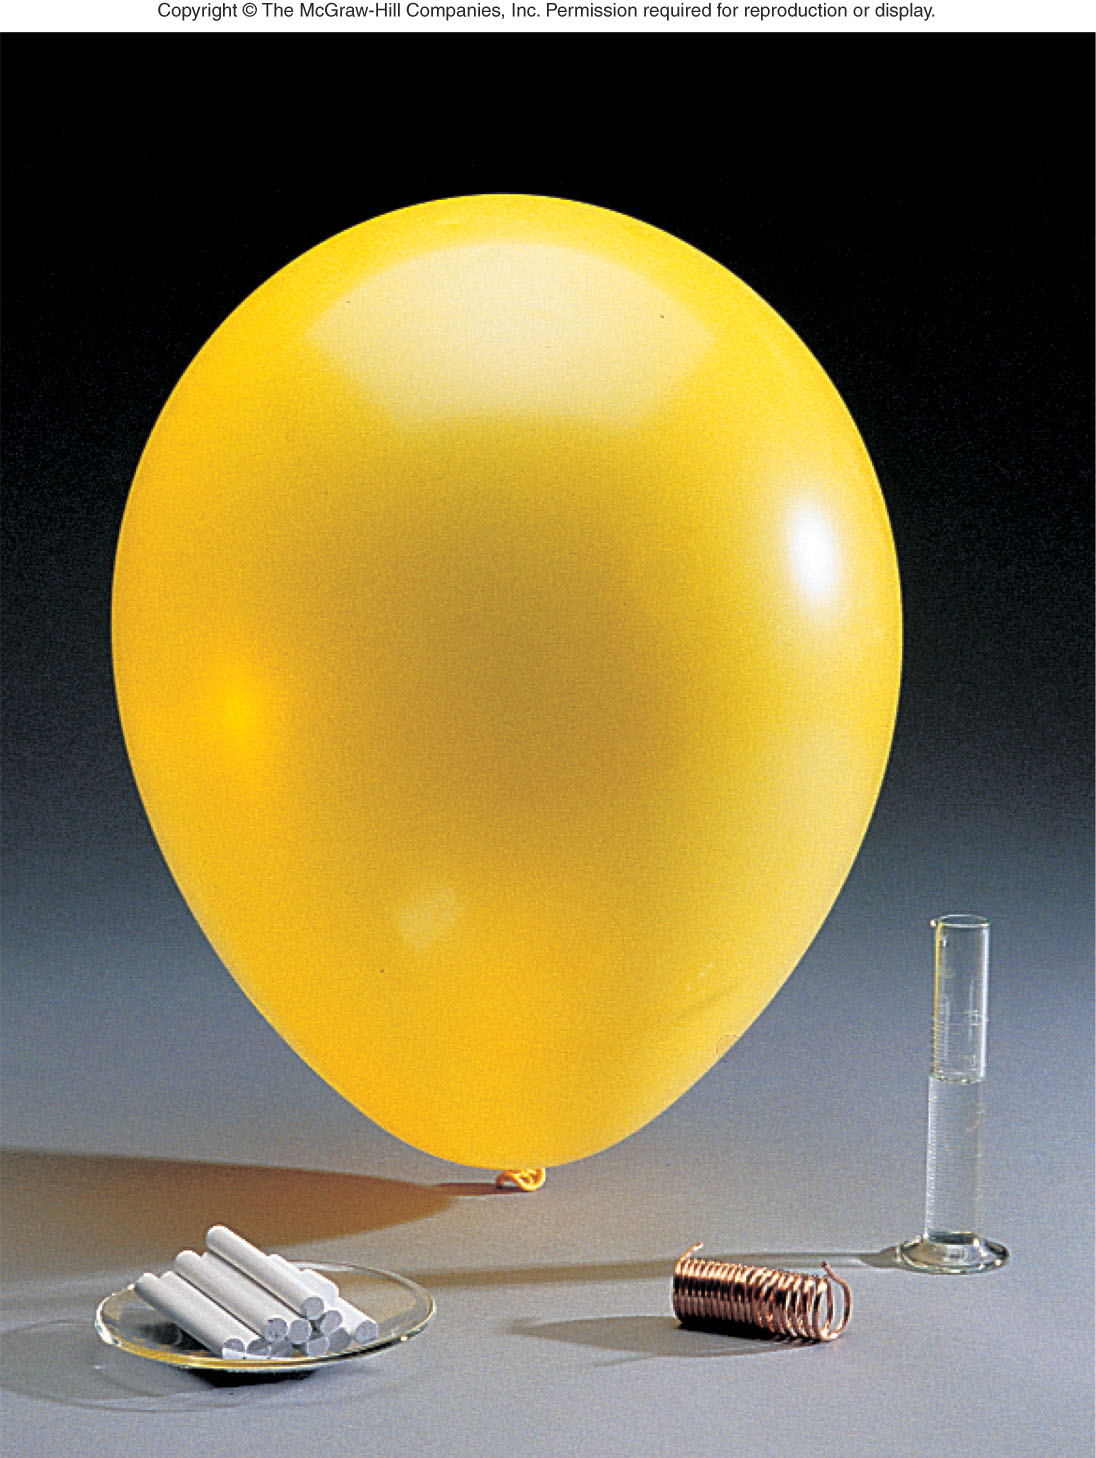 Copyright © The McGraw-Hill Companies, Inc. Permission required for reproduction or display.